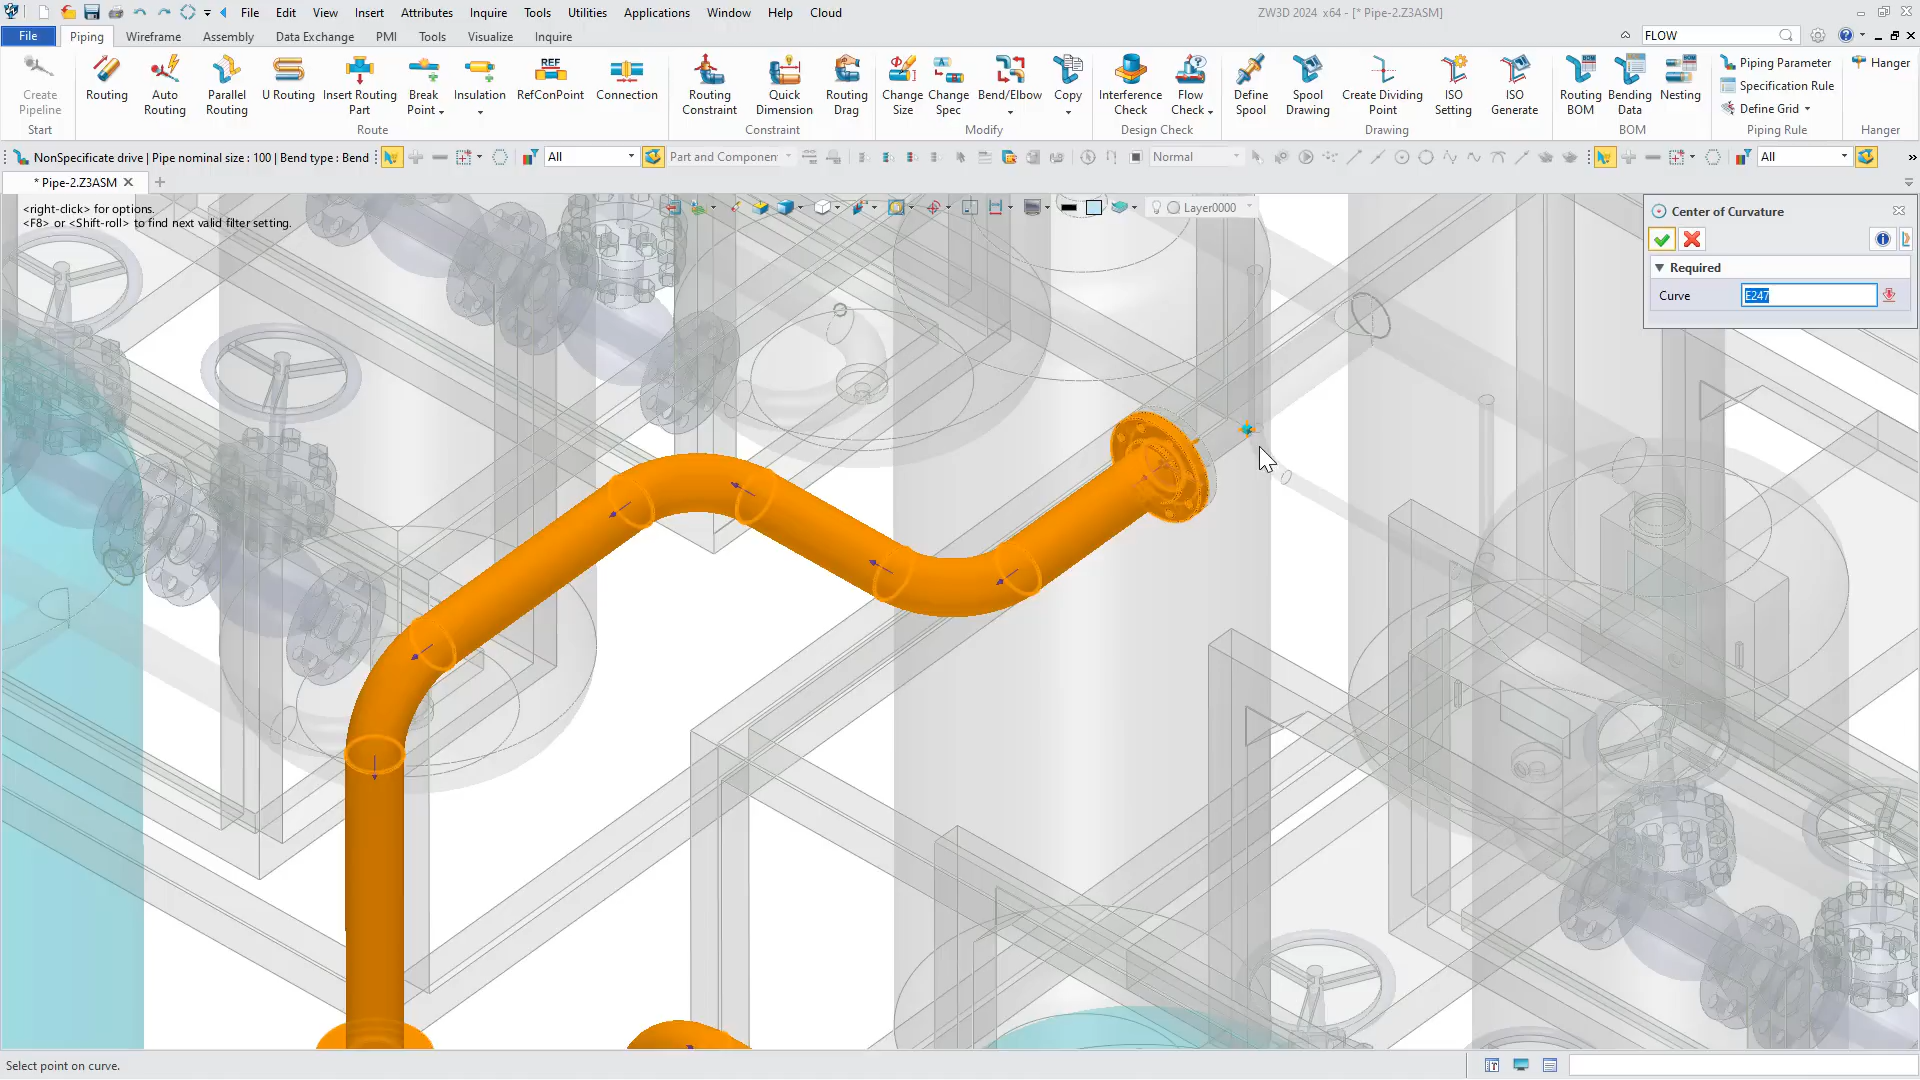 File Edit View Insert Attributes Inquire Tools Utilities Applications Window Help Cloud
ZW3D 2024 x64 - [* Pipe-2.Z3ASM]
File Piping Wireframe Assembly Data Exchange PMI Tools Visualize Inquire
FLOW
Create Pipeline
Routing
Auto Routing
Parallel Routing
U Routing
Insert Routing Part
Break Point
Insulation
REF
RefConPoint
Connection
Routing Constraint
Quick Dimension
Routing Drag
Change Size
Change Spec
Bend/Elbow
Copy
Interference Check
Flow Check
Define Spool
Spool Drawing
Create Dividing Point
ISO Setting
ISO Generate
BOM
Routing BOM
BOM
Bending Data
BOM
Nesting
Piping Parameter
Specification Rule
Define Grid
Hanger
Start Route Constraint Modify Design Check Drawing BOM Piping Rule Hanger
NonSpecificate drive | Pipe nominal size : 100 | Bend type : Bend
All
Part and Component
Normal
All
* Pipe-2.Z3ASM
<right-click> for options.
<F8> or <Shift-roll> to find next valid filter setting.
Layer0000
Center of Curvature
Required
Curve E247
Select point on curve.